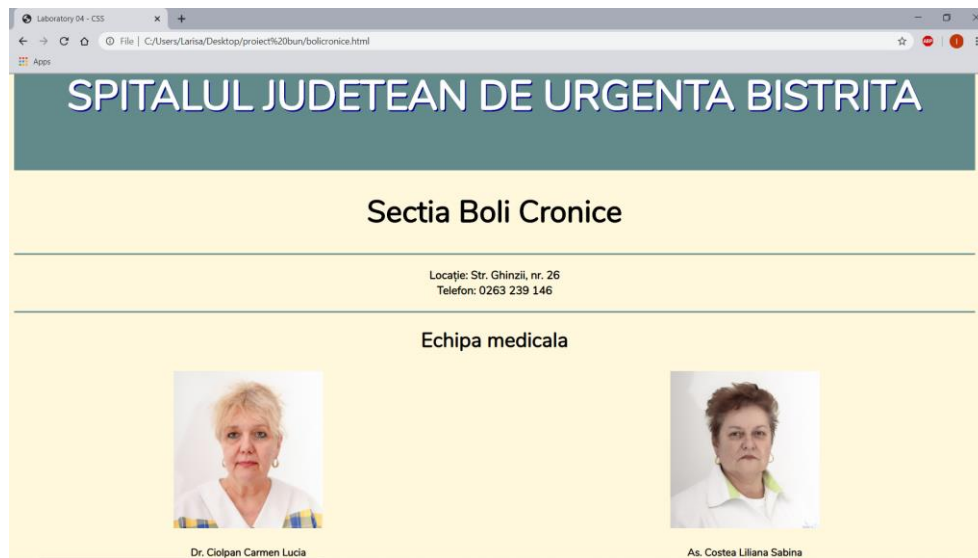 Laboratory 04 - CSS
File | C:/Users/Larisa/Desktop/proiect%20bun/bolicronice.html
Apps
SPITALUL JUDETEAN DE URGENTA BISTRITA
Sectia Boli Cronice
Locație: Str. Ghinzii, nr. 26
Telefon: 0263 239 146
Echipa medicala
Dr. Ciolpan Carmen Lucia
As. Costea Liliana Sabina